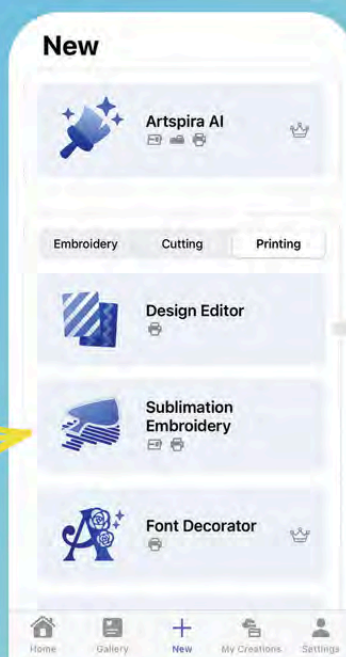 New
Artspira AI
Embroidery Cutting Printing
Design Editor
Sublimation
Embroidery
Font Decorator
Home Gallery New My Creations Settings